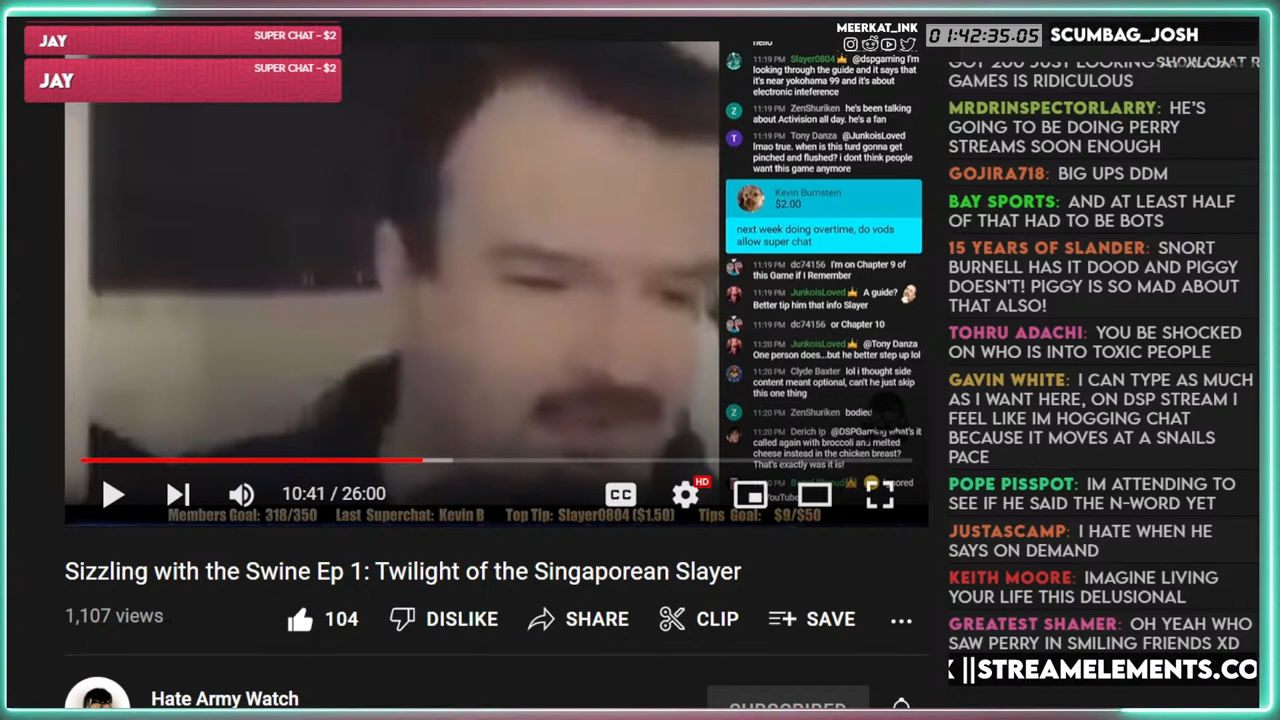 JAY
SUPER CHAT - $2
JAY
SUPER CHAT - $2
MEERKAT_INK
01:42:35.05
SCUMBAG_JOSH
hello
11:19 PM Slayer0804 @dspgaming I'm
looking through the guide and it says that
it's near yokohama 99 and it's about
electronic inteference
11:19 PM ZenShuriken he's been talking
about Activision all day. he's a fan
11:19 PM Tony Danza @JunkoisLoved
lmao true. when is this turd gonna get
pinched and flushed? i dont think people
want this game anymore
Kevin Burnstein
$2.00
next week doing overtime, do vods
allow super chat
11:19 PM dc74156 I'm on Chapter 9 of
this Game if I Remember
11:19 PM JunkoisLoved A guide?
Better tip him that info Slayer
11:19 PM dc74156 or Chapter 10
11:20 PM JunkoisLoved @Tony Danza
One person does...but he better step up lol
11:20 PM Clyde Baxter lol i thought side
content meant optional, can't he just skip
this one thing
11:20 PM ZenShuriken bodied
11:20 PM Derich Ip @DSPGaming what's it
called again with broccoli and melted
cheese instead in the chicken breast?
That's exactly was it is!
ignored
YouTube
10:41 / 26:00
CC
HD
Members Goal: 318/350 Last Superchat: Kevin B Top Tip: Slayer0804 ($1.50) Tips Goal: $9/$50
Sizzling with the Swine Ep 1: Twilight of the Singaporean Slayer
1,107 views
104
DISLIKE
SHARE
CLIP
SAVE
Hate Army Watch
SUBSCRIBED
GAMES IS RIDICULOUS
MRDRINSPECTORLARRY: HE'S
GOING TO BE DOING PERRY
STREAMS SOON ENOUGH
GOJIRA718: BIG UPS DDM
BAY SPORTS: AND AT LEAST HALF
OF THAT HAD TO BE BOTS
15 YEARS OF SLANDER: SNORT
BURNELL HAS IT DOOD AND PIGGY
DOESN'T! PIGGY IS SO MAD ABOUT
THAT ALSO!
TOHRU ADACHI: YOU BE SHOCKED
ON WHO IS INTO TOXIC PEOPLE
GAVIN WHITE: I CAN TYPE AS MUCH
AS I WANT HERE, ON DSP STREAM I
FEEL LIKE IM HOGGING CHAT
BECAUSE IT MOVES AT A SNAILS
PACE
POPE PISSPOT: IM ATTENDING TO
SEE IF HE SAID THE N-WORD YET
JUSTASCAMP: I HATE WHEN HE
SAYS ON DEMAND
KEITH MOORE: IMAGINE LIVING
YOUR LIFE THIS DELUSIONAL
GREATEST SHAMER: OH YEAH WHO
SAW PERRY IN SMILING FRIENDS XD
||STREAMELEMENTS.CO